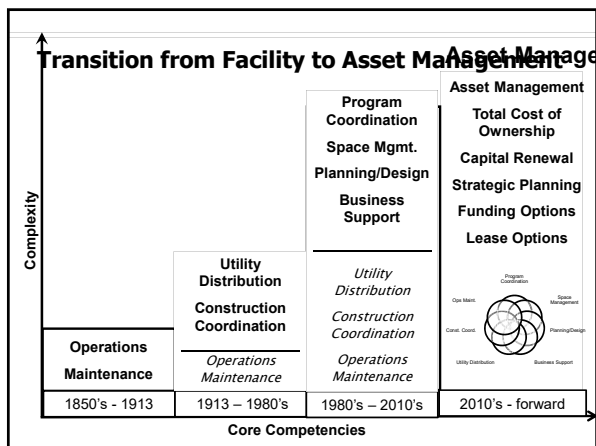 Transition from Facility to Asset Management
Asset Manage
Complexity
Operations
Maintenance
1850's - 1913
Utility
Distribution
Construction
Coordination
Operations
Maintenance
1913 – 1980's
Program
Coordination
Space Mgmt.
Planning/Design
Business
Support
Utility
Distribution
Construction
Coordination
Operations
Maintenance
1980's – 2010's
Asset Management
Total Cost of
Ownership
Capital Renewal
Strategic Planning
Funding Options
Lease Options
Program
Coordination
Ops Maint.
Space
Management
Const. Coord.
Planning/Design
Utility Distribution
Business Support
2010's - forward
Core Competencies